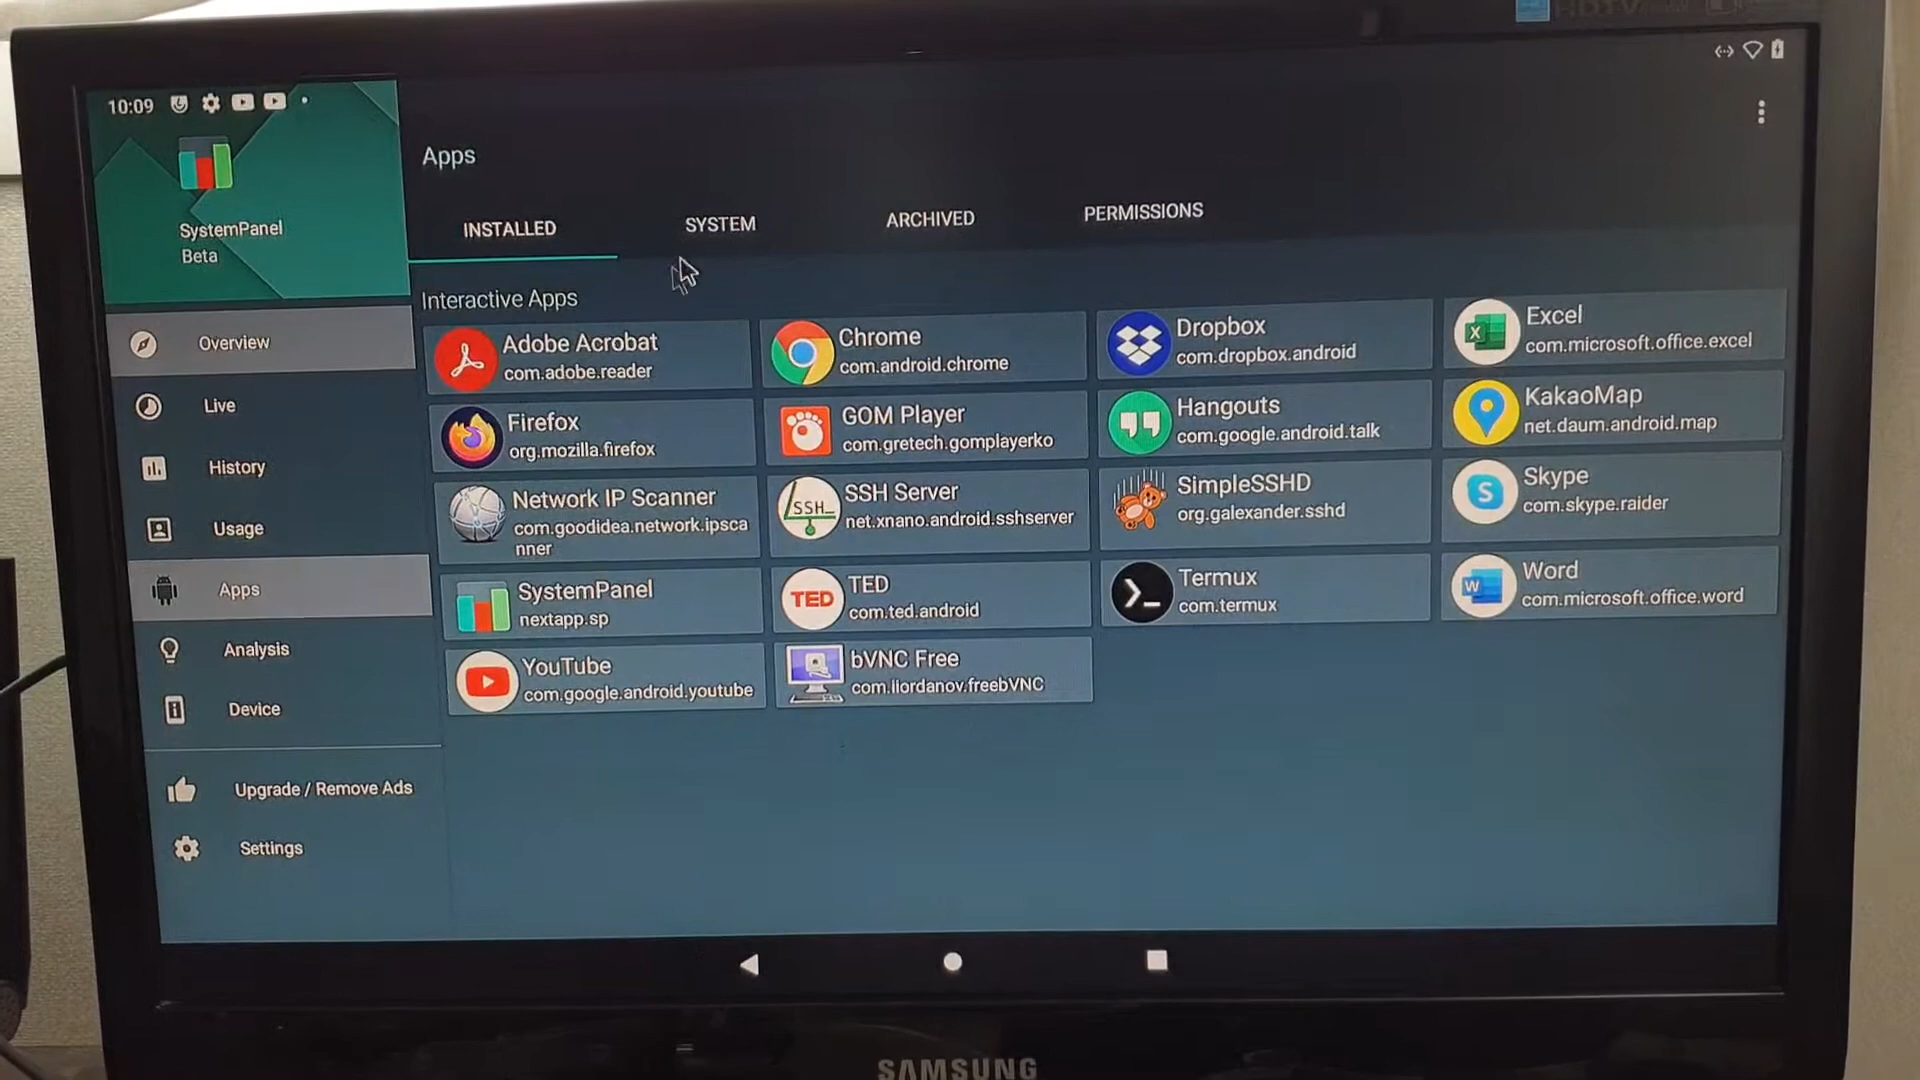 HDTV
10:09
SystemPanel
Beta
Overview
Live
History
Usage
Apps
Analysis
Device
Upgrade / Remove Ads
Settings
Apps
INSTALLED
SYSTEM
ARCHIVED
PERMISSIONS
Interactive Apps
Adobe Acrobat
com.adobe.reader
Chrome
com.android.chrome
Dropbox
com.dropbox.android
Excel
com.microsoft.office.excel
Firefox
org.mozilla.firefox
GOM Player
com.gretech.gomplayerko
Hangouts
com.google.android.talk
KakaoMap
net.daum.android.map
Network IP Scanner
com.goodidea.network.ipsca
nner
SSH_
SSH Server
net.xnano.android.sshserver
SimpleSSHD
org.galexander.sshd
S
Skype
com.skype.raider
SystemPanel
nextapp.sp
TED
TED
com.ted.android
Termux
com.termux
W
Word
com.microsoft.office.word
YouTube
com.google.android.youtube
bVNC Free
com.iiordanov.freebVNC
SAMSUNG